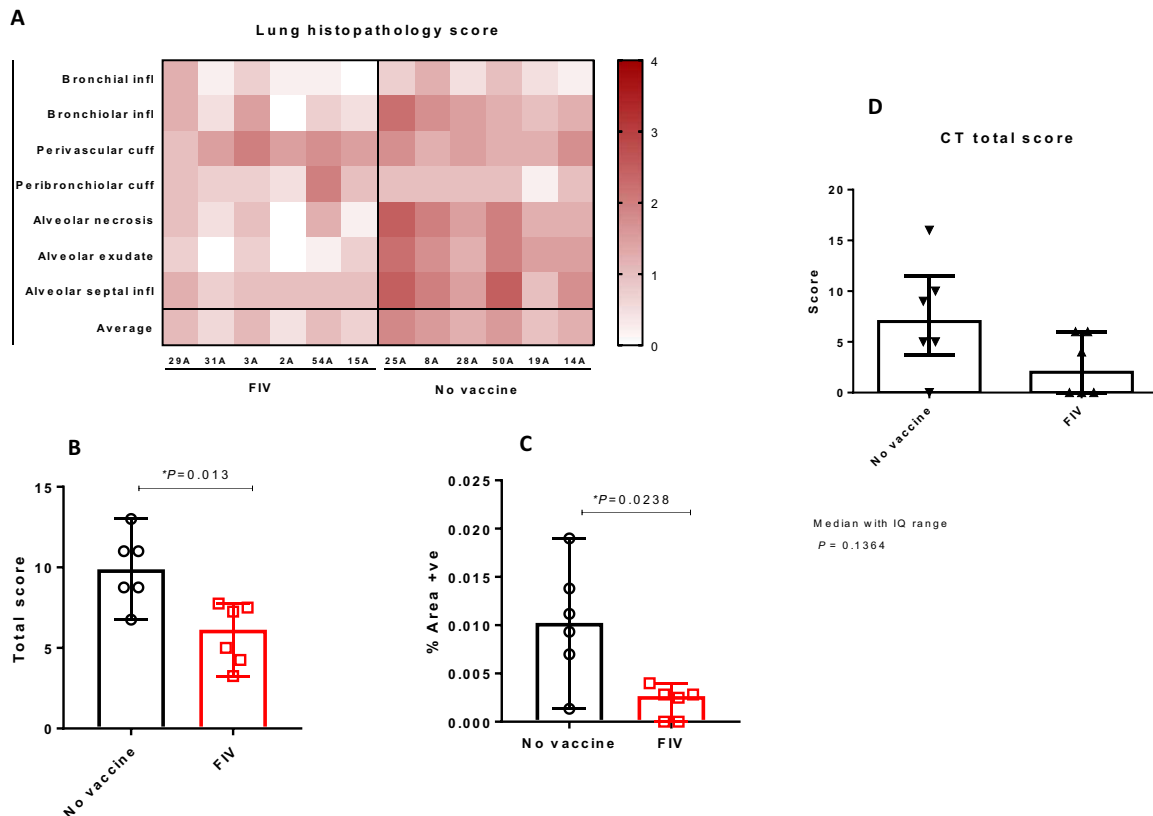 A
Lung histopathology score
Bronchial infl
Bronchiolar infl
Perivascular cuff
Peribronchiolar cuff
Alveolar necrosis
Alveolar exudate
Alveolar septal infl
Average
29A 31A 3A 2A 54A 15A 25A 8A 28A 50A 19A 14A
FIV No vaccine
4
3
2
1
0
D
CT total score
20
15
10
5
0
Score
No vaccine FIV
Median with IQ range
P = 0.1364
B
*P=0.013
15
10
5
0
Total score
No vaccine FIV
C
*P=0.0238
0.025
0.020
0.015
0.010
0.005
0.000
% Area +ve
No vaccine FIV